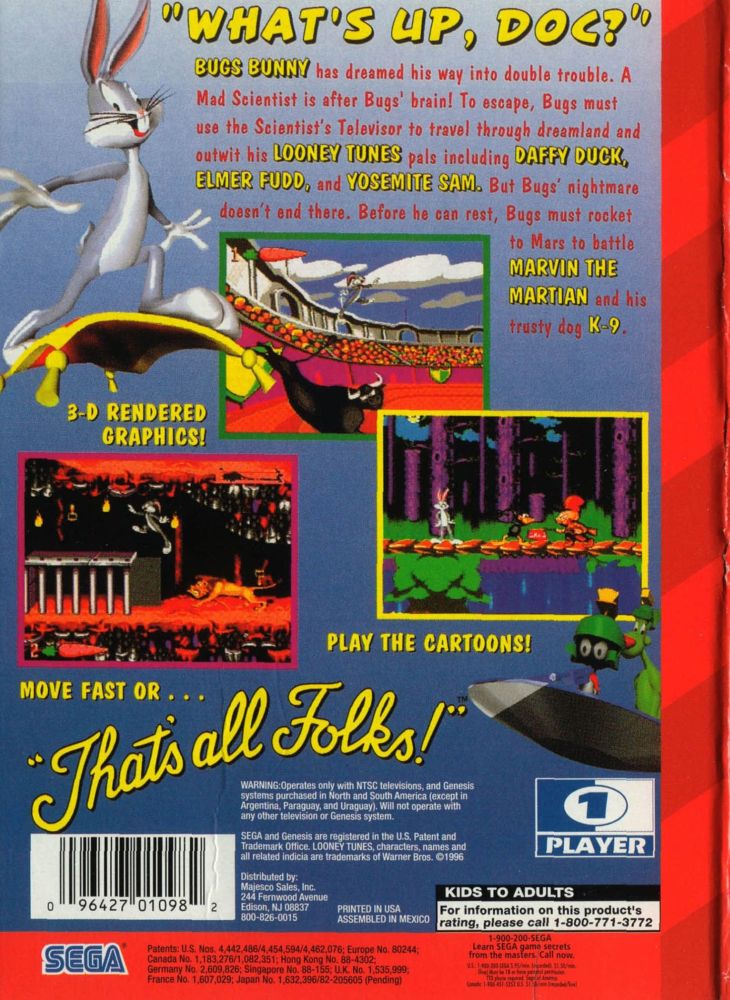 "WHAT'S UP, DOC?"
BUGS BUNNY has dreamed his way into double trouble. A
Mad Scientist is after Bugs' brain! To escape, Bugs must
use the Scientist's Televisor to travel through dreamland and
outwit his LOONEY TUNES pals including DAFFY DUCK,
ELMER FUDD, and YOSEMITE SAM. But Bugs' nightmare
doesn't end there. Before he can rest, Bugs must rocket
to Mars to battle
MARVIN THE
MARTIAN and his
trusty dog K-9.
3-D RENDERED
GRAPHICS!
PLAY THE CARTOONS!
MOVE FAST OR . . .
"That's all Folks!"™
WARNING:Operates only with NTSC televisions, and Genesis
systems purchased in North and South America (except in
Argentina, Paraguay, and Uraguay). Will not operate with
any other television or Genesis system.
SEGA and Genesis are registered in the U.S. Patent and
Trademark Office. LOONEY TUNES, characters, names and
all related indicia are trademarks of Warner Bros. ©1996
Distributed by:
Majesco Sales, Inc.
244 Fernwood Avenue
Edison, NJ 08837
800-826-0015
PRINTED IN USA
ASSEMBLED IN MEXICO
1
PLAYER
0 96427 01098 2
KIDS TO ADULTS
For information on this product's
rating, please call 1-800-771-3772
SEGA
Patents: U.S. Nos. 4,442,486/4,454,594/4,462,076; Europe No. 80244;
Canada No. 1,183,276/1,082,351; Hong Kong No. 88-4302;
Germany No. 2,609,826; Singapore No. 88-155; U.K. No. 1,535,999;
France No. 1,607,029; Japan No. 1,632,396/82-205605 (Pending)
1-900-200-SEGA
Learn SEGA game secrets
from the masters. Call now.